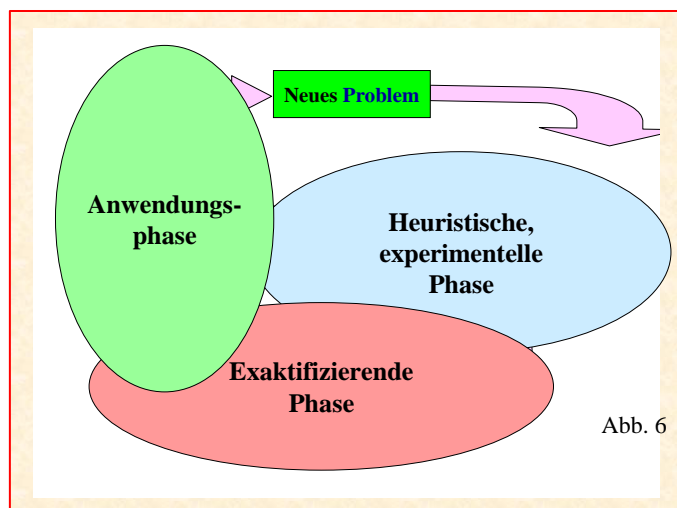 Neues Problem
Anwendungs-
phase
Heuristische,
experimentelle
Phase
Exaktifizierende
Phase
Abb. 6